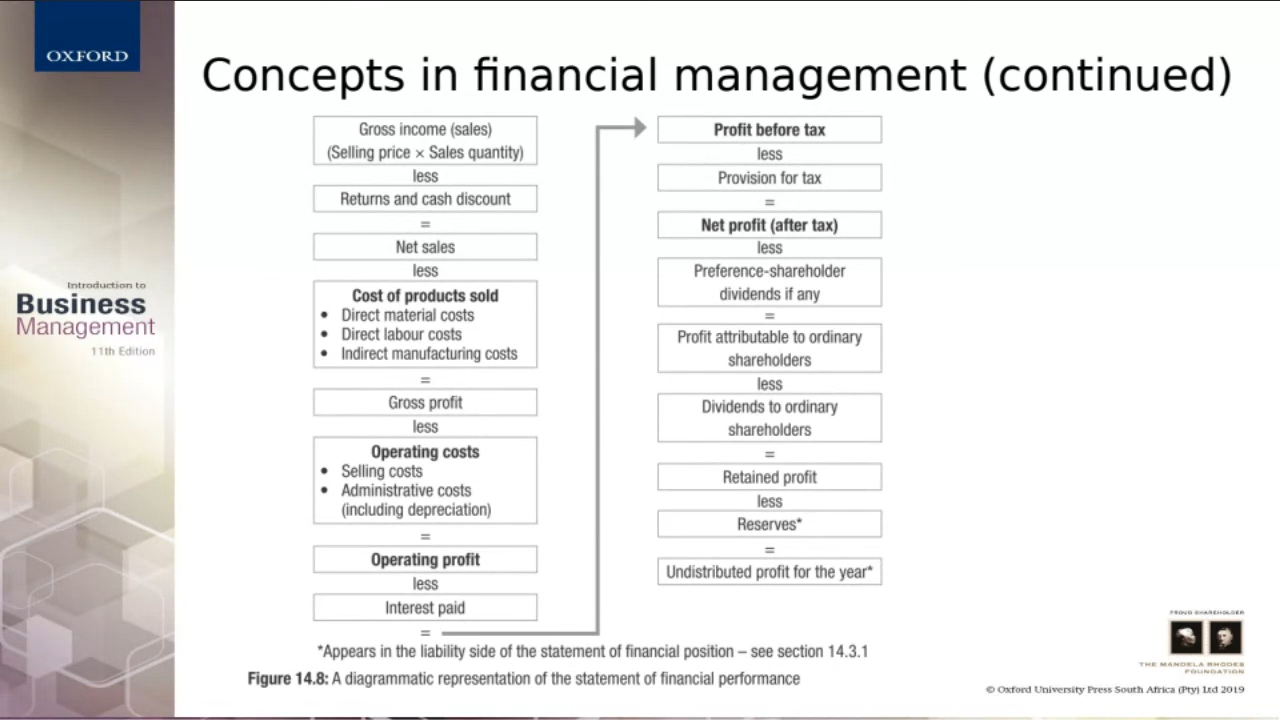 OXFORD
Concepts in financial management (continued)
Gross income (sales)
(Selling price × Sales quantity)
less
Returns and cash discount
=
Net sales
less
Cost of products sold
• Direct material costs
• Direct labour costs
• Indirect manufacturing costs
=
Gross profit
less
Operating costs
• Selling costs
• Administrative costs
(including depreciation)
=
Operating profit
less
Interest paid
=
Profit before tax
less
Provision for tax
=
Net profit (after tax)
less
Preference-shareholder
dividends if any
=
Profit attributable to ordinary
shareholders
less
Dividends to ordinary
shareholders
=
Retained profit
less
Reserves*
=
Undistributed profit for the year*
*Appears in the liability side of the statement of financial position – see section 14.3.1
Figure 14.8: A diagrammatic representation of the statement of financial performance
Introduction to
Business
Management
11th Edition
PROUD SHAREHOLDER
THE MANDELA RHODES
FOUNDATION
© Oxford University Press South Africa (Pty) Ltd 2019